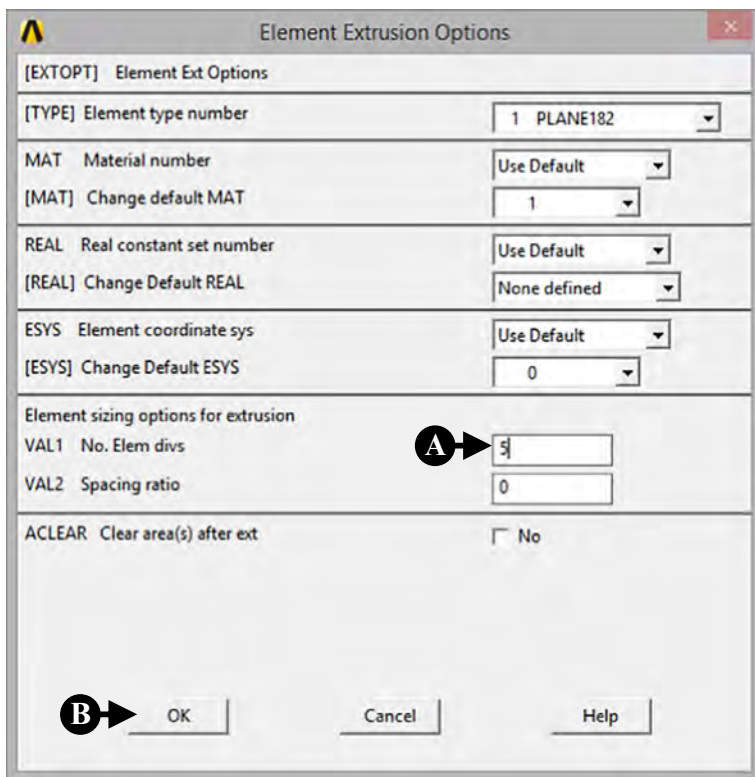 Element Extrusion Options
[EXTOPT] Element Ext Options
[TYPE] Element type number 1 PLANE182
MAT Material number Use Default
[MAT] Change default MAT 1
REAL Real constant set number Use Default
[REAL] Change Default REAL None defined
ESYS Element coordinate sys Use Default
[ESYS] Change Default ESYS 0
Element sizing options for extrusion
VAL1 No. Elem divs A 5
VAL2 Spacing ratio 0
ACLEAR Clear area(s) after ext No
B OK Cancel Help